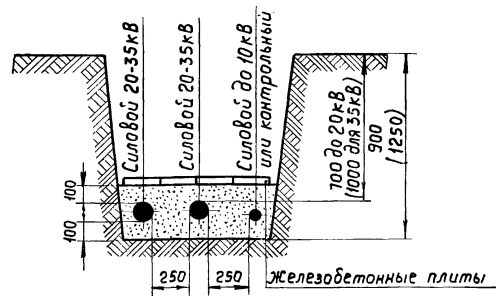 Силовой 20-35кВ
Силовой 20-35кВ
Силовой до 10кВ
или контрольный
700 до 20кВ
(1000 для 35кВ)
900
(1250)
100
100
250
250
Железобетонные плиты